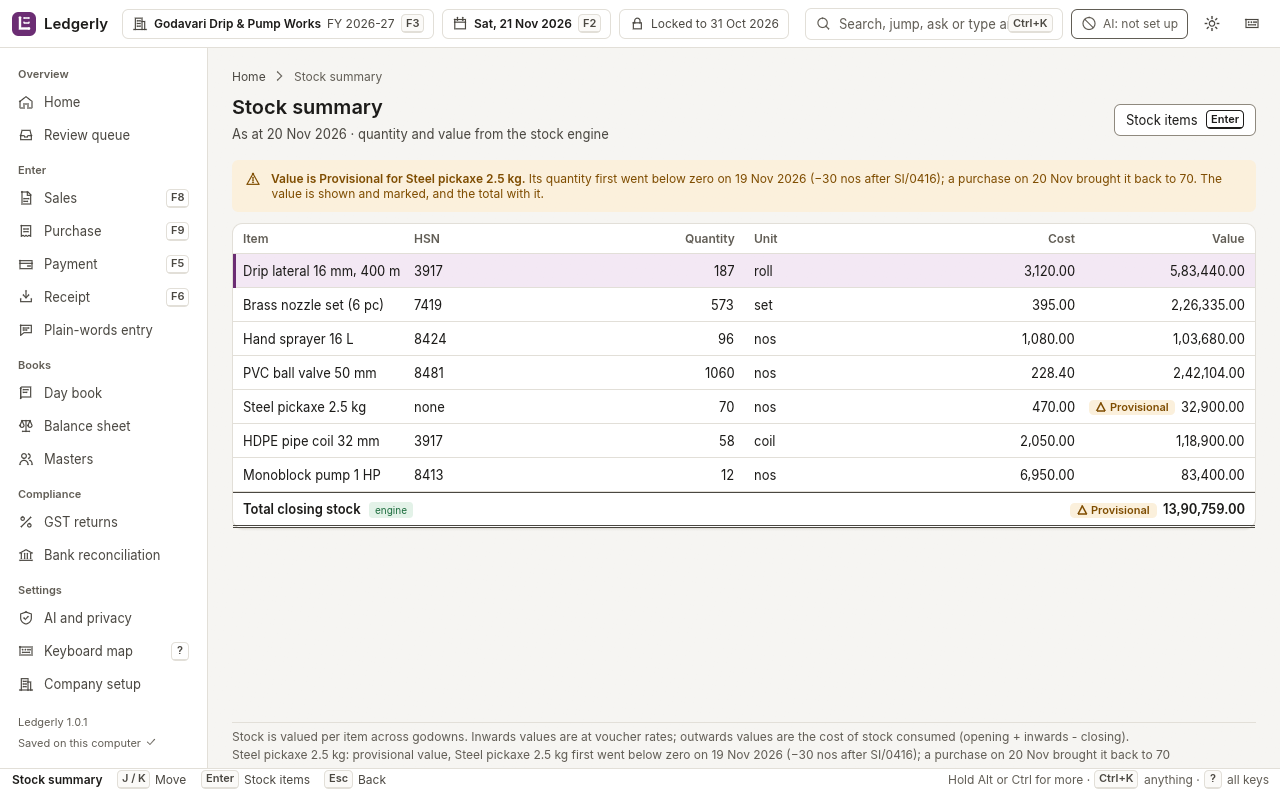 Ledgerly
Godavari Drip & Pump Works FY 2026-27 F3
Sat, 21 Nov 2026 F2
Locked to 31 Oct 2026
Search, jump, ask or type a Ctrl+K
AI: not set up
Overview
Home
Review queue
Enter
Sales F8
Purchase F9
Payment F5
Receipt F6
Plain-words entry
Books
Day book
Balance sheet
Masters
Compliance
GST returns
Bank reconciliation
Settings
AI and privacy
Keyboard map ?
Company setup
Ledgerly 1.0.1
Saved on this computer
Home > Stock summary
Stock summary
As at 20 Nov 2026 · quantity and value from the stock engine
Stock items Enter
Value is Provisional for Steel pickaxe 2.5 kg. Its quantity first went below zero on 19 Nov 2026 (−30 nos after SI/0416); a purchase on 20 Nov brought it back to 70. The
value is shown and marked, and the total with it.
Item HSN Quantity Unit Cost Value
Drip lateral 16 mm, 400 m 3917 187 roll 3,120.00 5,83,440.00
Brass nozzle set (6 pc) 7419 573 set 395.00 2,26,335.00
Hand sprayer 16 L 8424 96 nos 1,080.00 1,03,680.00
PVC ball valve 50 mm 8481 1060 nos 228.40 2,42,104.00
Steel pickaxe 2.5 kg none 70 nos 470.00 Provisional 32,900.00
HDPE pipe coil 32 mm 3917 58 coil 2,050.00 1,18,900.00
Monoblock pump 1 HP 8413 12 nos 6,950.00 83,400.00
Total closing stock engine Provisional 13,90,759.00
Stock is valued per item across godowns. Inwards values are at voucher rates; outwards values are the cost of stock consumed (opening + inwards - closing).
Steel pickaxe 2.5 kg: provisional value, Steel pickaxe 2.5 kg first went below zero on 19 Nov 2026 (−30 nos after SI/0416); a purchase on 20 Nov brought it back to 70
Stock summary J / K Move Enter Stock items Esc Back
Hold Alt or Ctrl for more · Ctrl+K anything · ? all keys